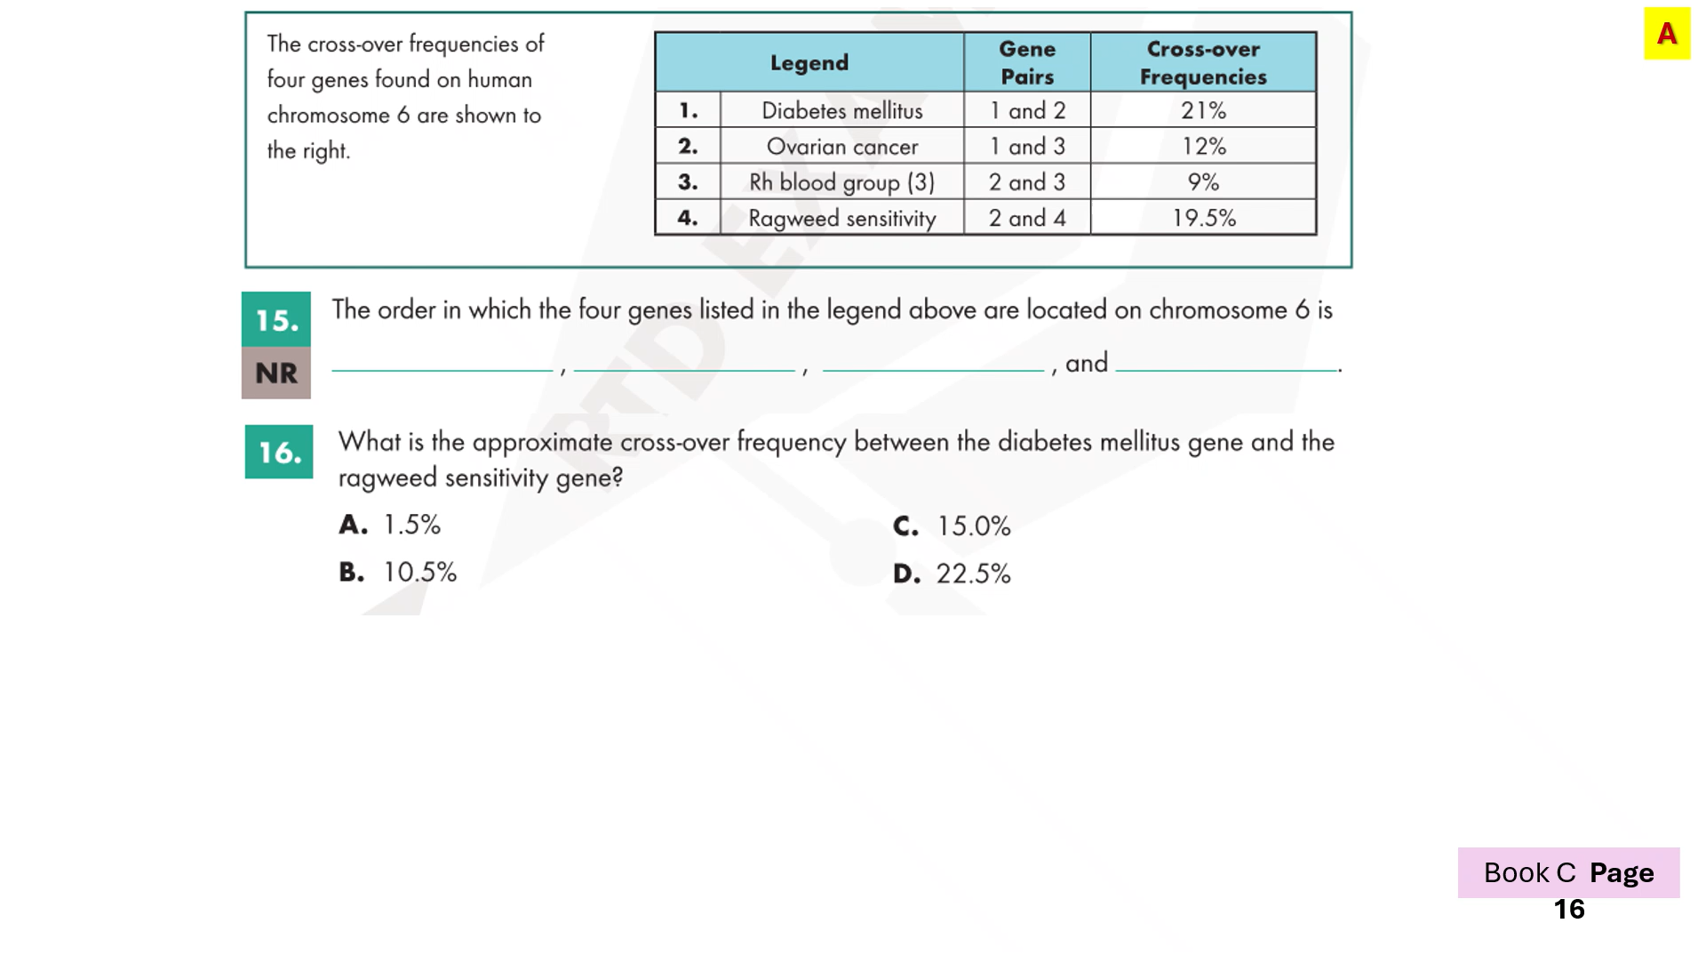 A
The cross-over frequencies of
four genes found on human
chromosome 6 are shown to
the right.
Legend Gene Pairs Cross-over Frequencies
1. Diabetes mellitus 1 and 2 21%
2. Ovarian cancer 1 and 3 12%
3. Rh blood group (3) 2 and 3 9%
4. Ragweed sensitivity 2 and 4 19.5%
15. The order in which the four genes listed in the legend above are located on chromosome 6 is
NR , , , and .
16. What is the approximate cross-over frequency between the diabetes mellitus gene and the
ragweed sensitivity gene?
A. 1.5% C. 15.0%
B. 10.5% D. 22.5%
Book C Page
16